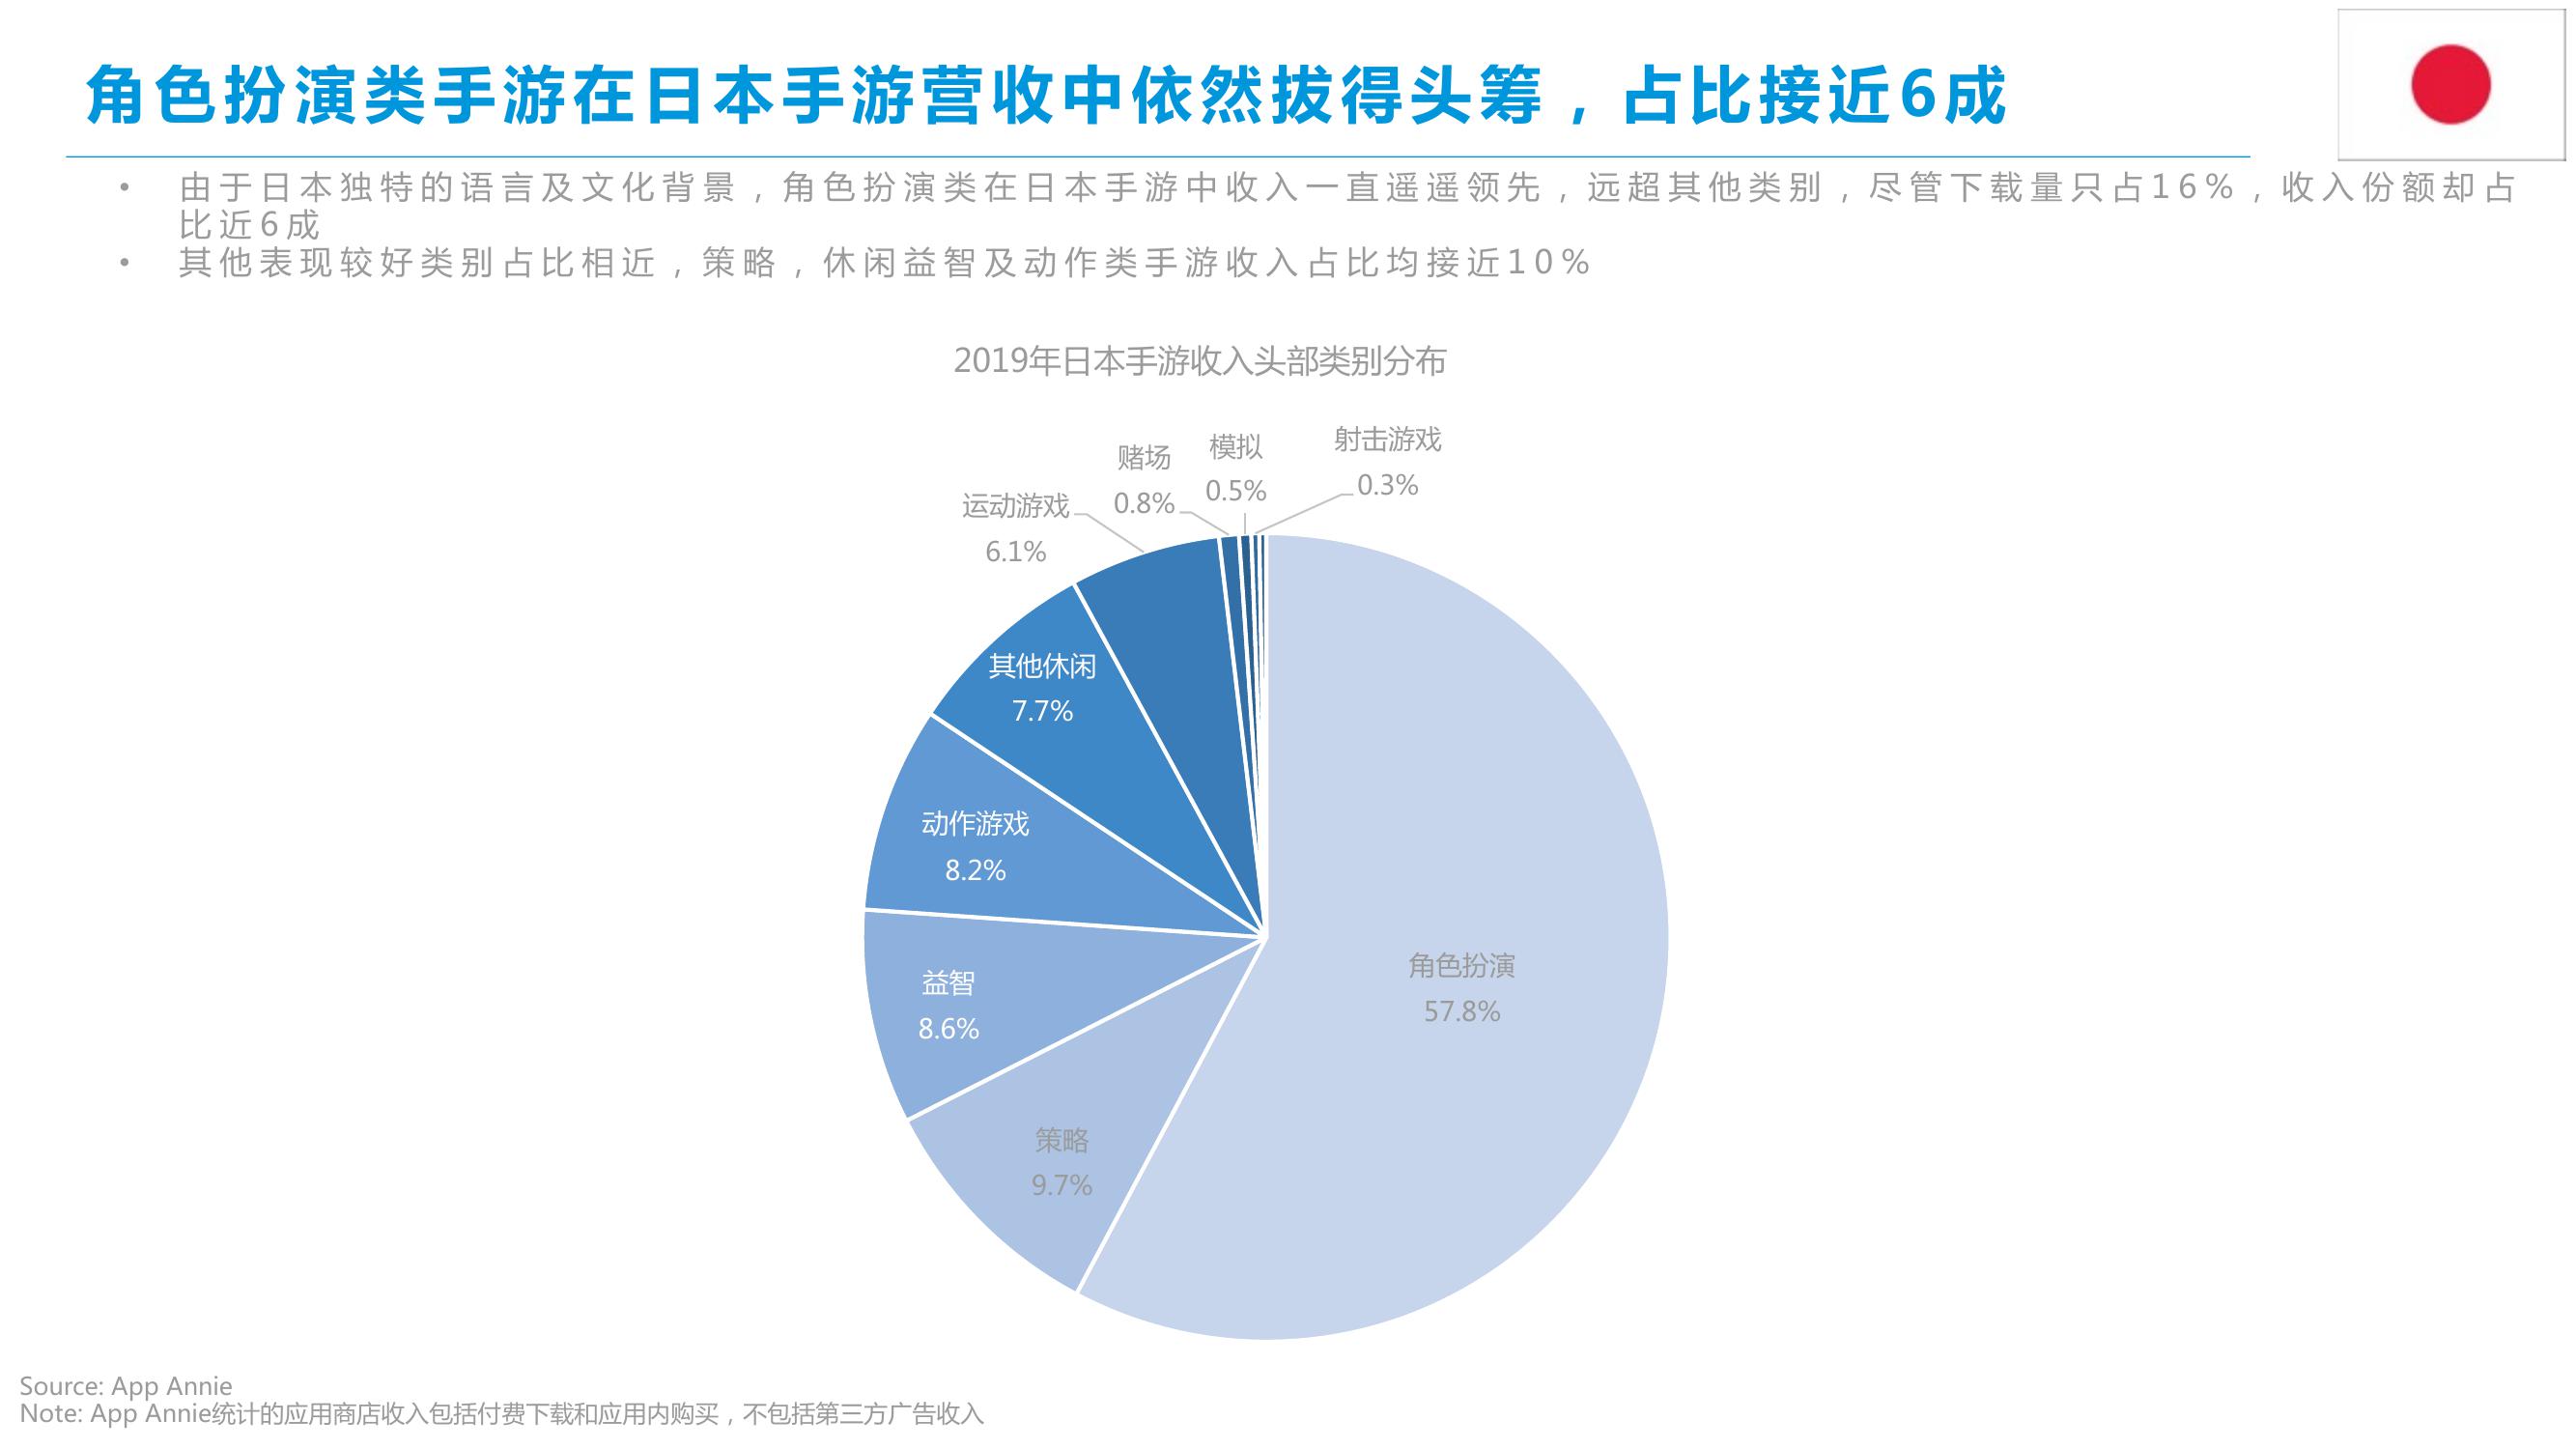 角色扮演类手游在日本手游营收中依然拔得头筹，占比接近6成
• 由于日本独特的语言及文化背景，角色扮演类在日本手游中收入一直遥遥领先，远超其他类别，尽管下载量只占16%，收入份额却占
比近6成
• 其他表现较好类别占比相近，策略，休闲益智及动作类手游收入占比均接近10%
2019年日本手游收入头部类别分布
射击游戏
0.3%
模拟
0.5%
赌场
0.8%
运动游戏
6.1%
其他休闲
7.7%
动作游戏
8.2%
益智
8.6%
策略
9.7%
角色扮演
57.8%
Source: App Annie
Note: App Annie统计的应用商店收入包括付费下载和应用内购买，不包括第三方广告收入